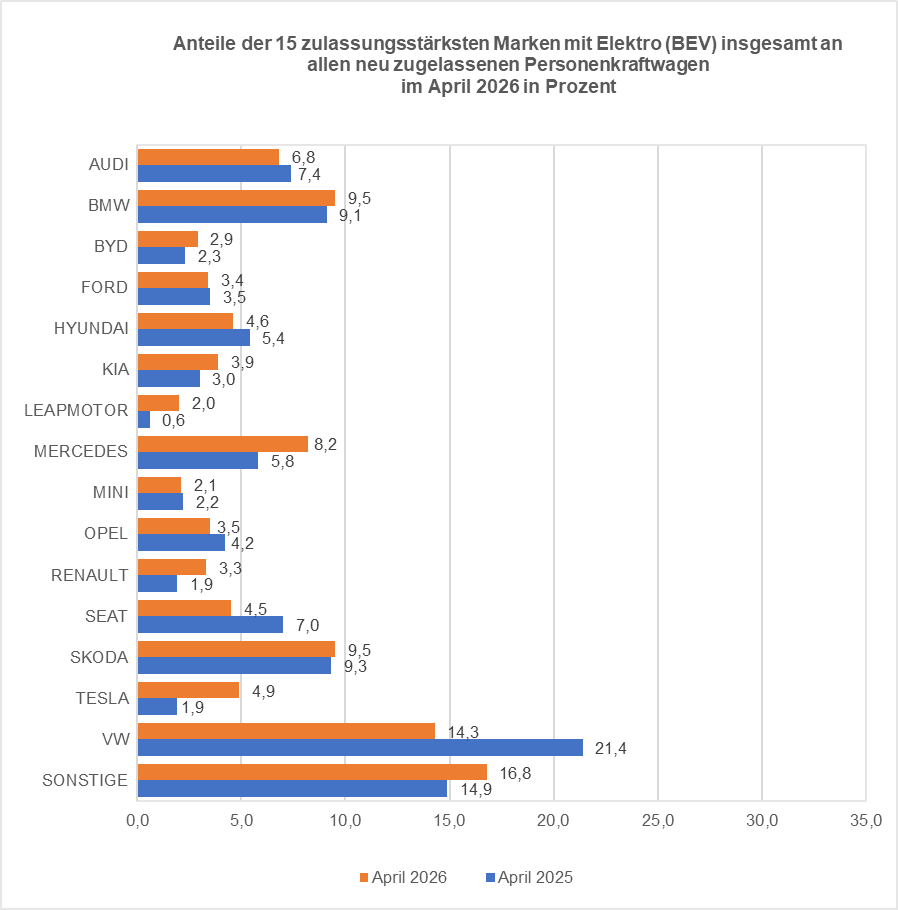 Anteile der 15 zulassungsstärksten Marken mit Elektro (BEV) insgesamt an
allen neu zugelassenen Personenkraftwagen
im April 2026 in Prozent
AUDI 6,8
7,4
BMW 9,5
9,1
BYD 2,9
2,3
FORD 3,4
3,5
HYUNDAI 4,6
5,4
KIA 3,9
3,0
LEAPMOTOR 2,0
0,6
MERCEDES 8,2
5,8
MINI 2,1
2,2
OPEL 3,5
4,2
RENAULT 3,3
1,9
SEAT 4,5
7,0
SKODA 9,5
9,3
TESLA 4,9
1,9
VW 14,3
21,4
SONSTIGE 16,8
14,9
0,0 5,0 10,0 15,0 20,0 25,0 30,0 35,0
April 2026 April 2025